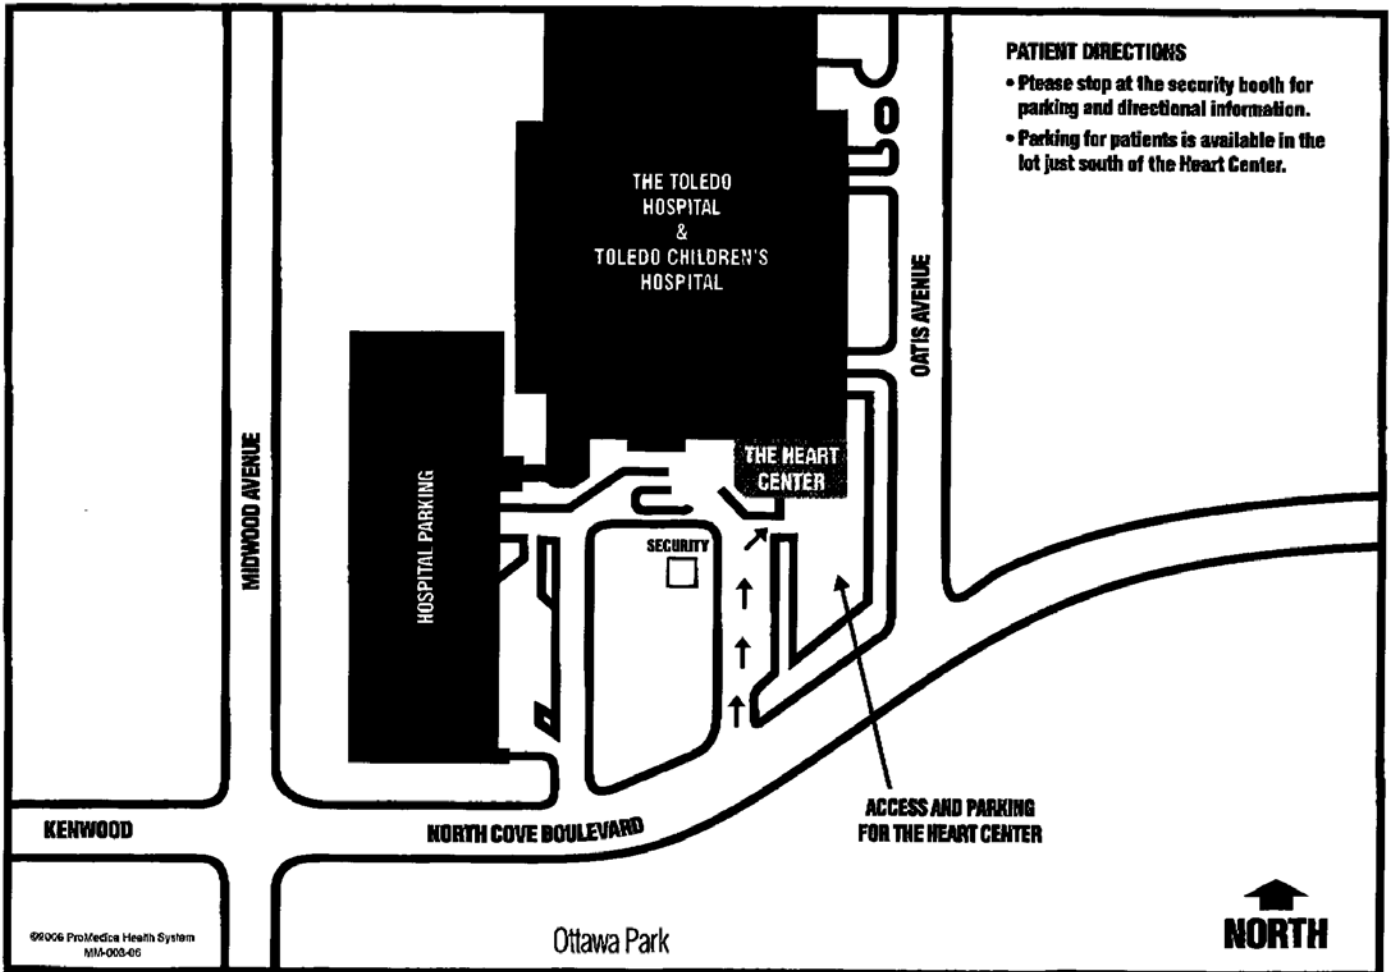 PATIENT DIRECTIONS
• Please stop at the security booth for
parking and directional information.
• Parking for patients is available in the
lot just south of the Heart Center.
THE TOLEDO
HOSPITAL
&
TOLEDO CHILDREN'S
HOSPITAL
OATIS AVENUE
MIDWOOD AVENUE
HOSPITAL PARKING
THE HEART
CENTER
SECURITY
ACCESS AND PARKING
FOR THE HEART CENTER
KENWOOD
NORTH COVE BOULEVARD
©2006 ProMedica Health System
MM-003-06
Ottawa Park
NORTH